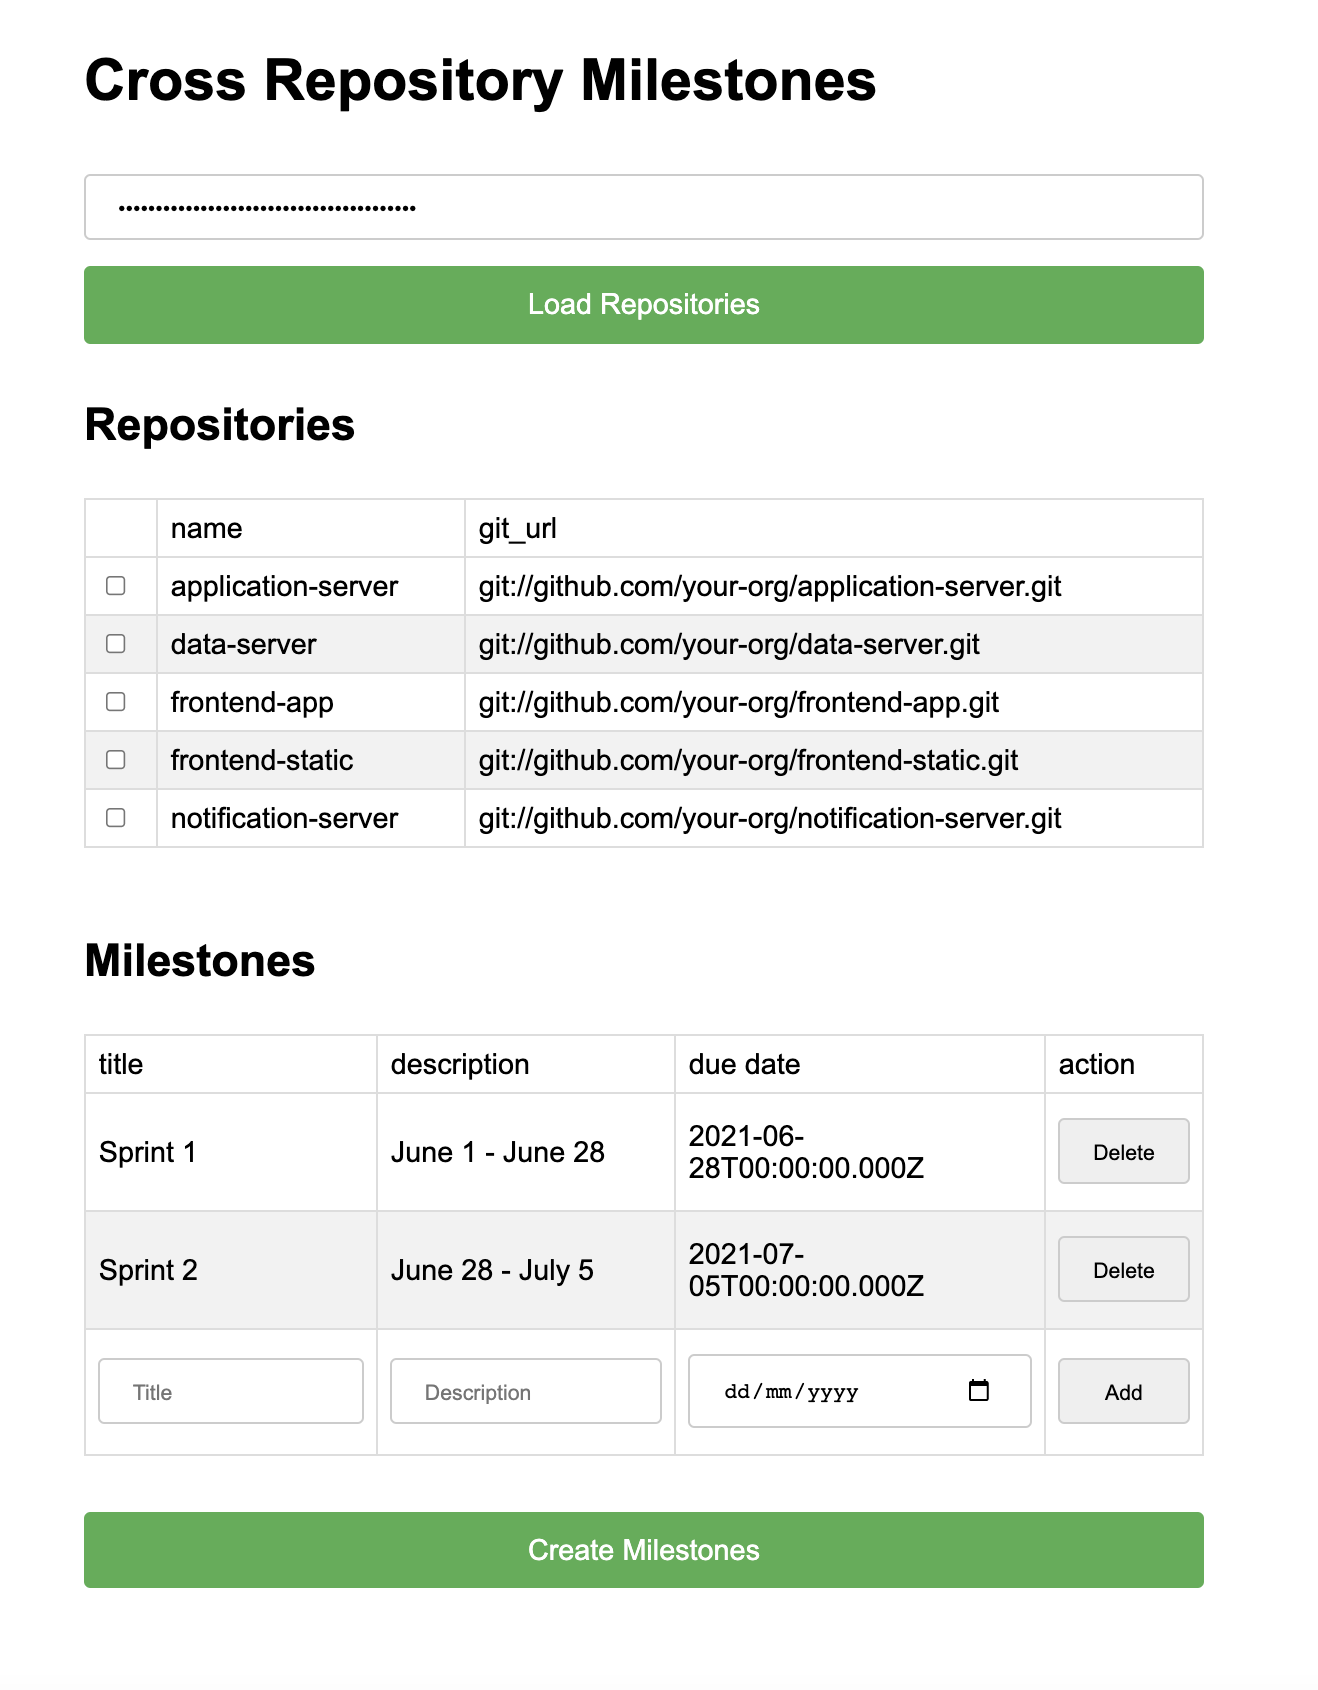 Cross Repository Milestones
••••••••••••••••••••••••••••••••••••••••
Load Repositories
Repositories
name git_url
application-server git://github.com/your-org/application-server.git
data-server git://github.com/your-org/data-server.git
frontend-app git://github.com/your-org/frontend-app.git
frontend-static git://github.com/your-org/frontend-static.git
notification-server git://github.com/your-org/notification-server.git
Milestones
title description due date action
Sprint 1 June 1 - June 28 2021-06-
28T00:00:00.000Z Delete
Sprint 2 June 28 - July 5 2021-07-
05T00:00:00.000Z Delete
Title Description dd/mm/yyyy Add
Create Milestones